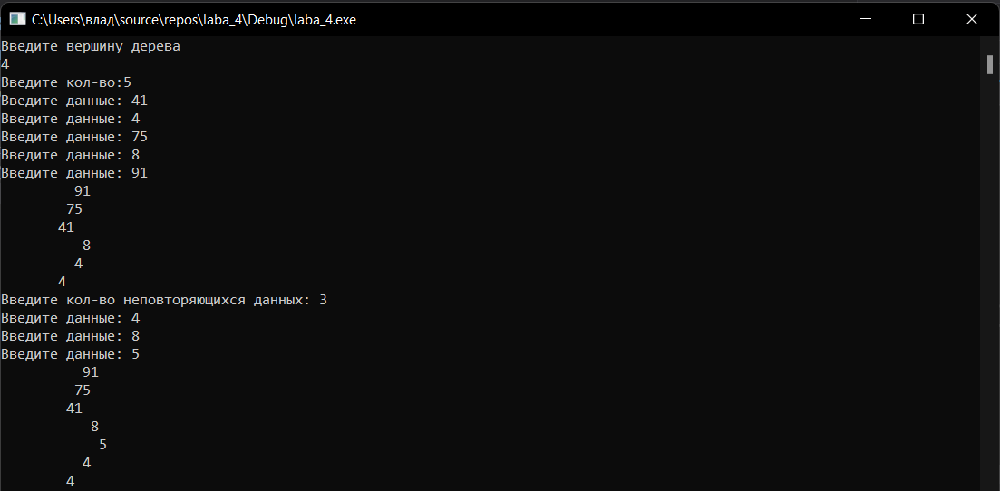 C:\Users\влад\source\repos\laba_4\Debug\laba_4.exe
Введите вершину дерева
4
Введите кол-во:5
Введите данные: 41
Введите данные: 4
Введите данные: 75
Введите данные: 8
Введите данные: 91
         91
        75
       41
          8
         4
       4
Введите кол-во неповторяющихся данных: 3
Введите данные: 4
Введите данные: 8
Введите данные: 5
          91
         75
        41
           8
            5
          4
        4